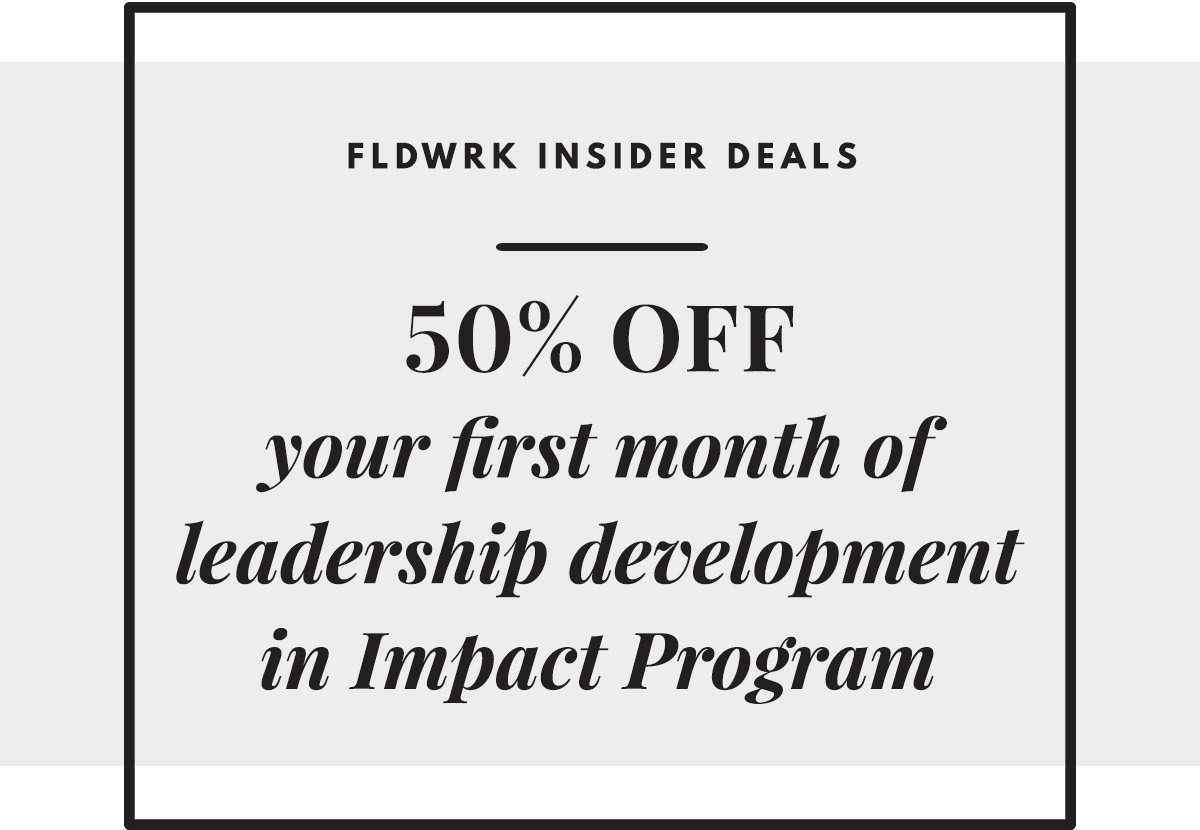 FLDWRK INSIDER DEALS
50% OFF
your first month of
leadership development
in Impact Program